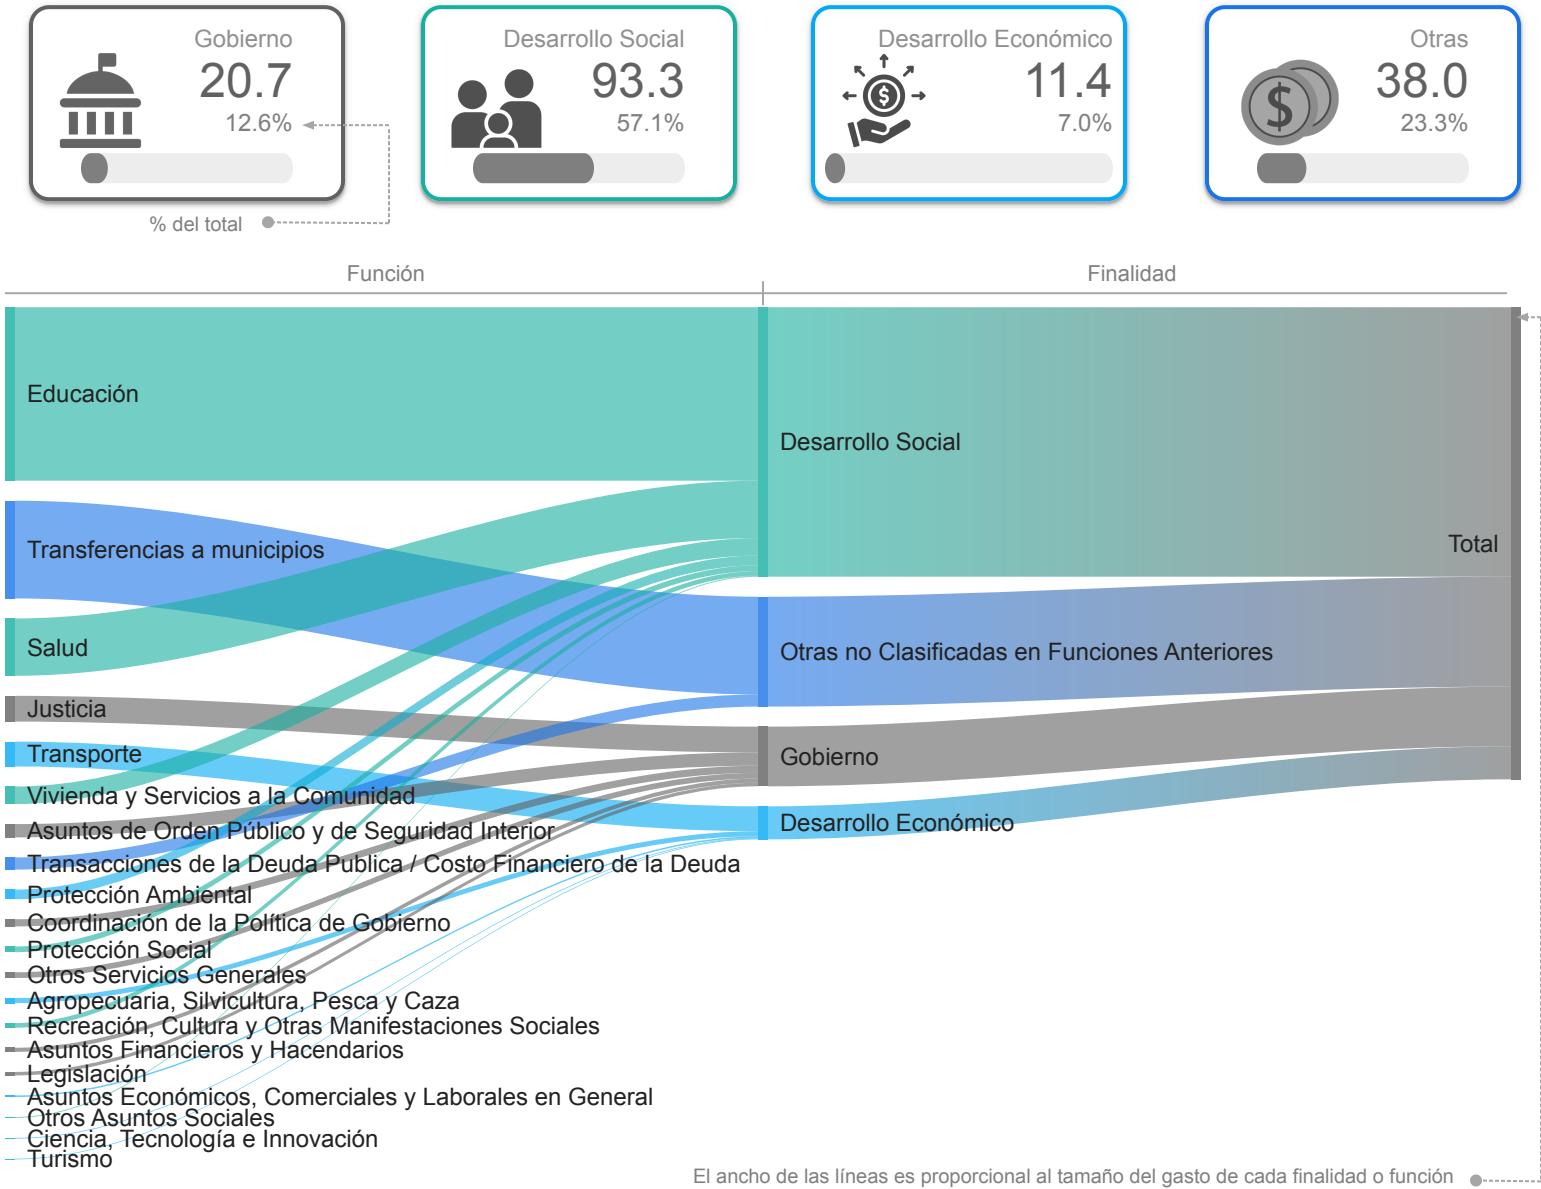 Gobierno
20.7
12.6%
Desarrollo Social
93.3
57.1%
Desarrollo Económico
11.4
7.0%
Otras
38.0
23.3%
% del total
Función
Finalidad
Educación
Transferencias a municipios
Salud
Justicia
Transporte
Vivienda y Servicios a la Comunidad
Asuntos de Orden Público y de Seguridad Interior
Transacciones de la Deuda Publica / Costo Financiero de la Deuda
Protección Ambiental
Coordinación de la Política de Gobierno
Protección Social
Otros Servicios Generales
Agropecuaria, Silvicultura, Pesca y Caza
Recreación, Cultura y Otras Manifestaciones Sociales
Asuntos Financieros y Hacendarios
Legislación
Asuntos Económicos, Comerciales y Laborales en General
Otros Asuntos Sociales
Ciencia, Tecnología e Innovación
Turismo
Desarrollo Social
Otras no Clasificadas en Funciones Anteriores
Gobierno
Desarrollo Económico
Total
El ancho de las líneas es proporcional al tamaño del gasto de cada finalidad o función